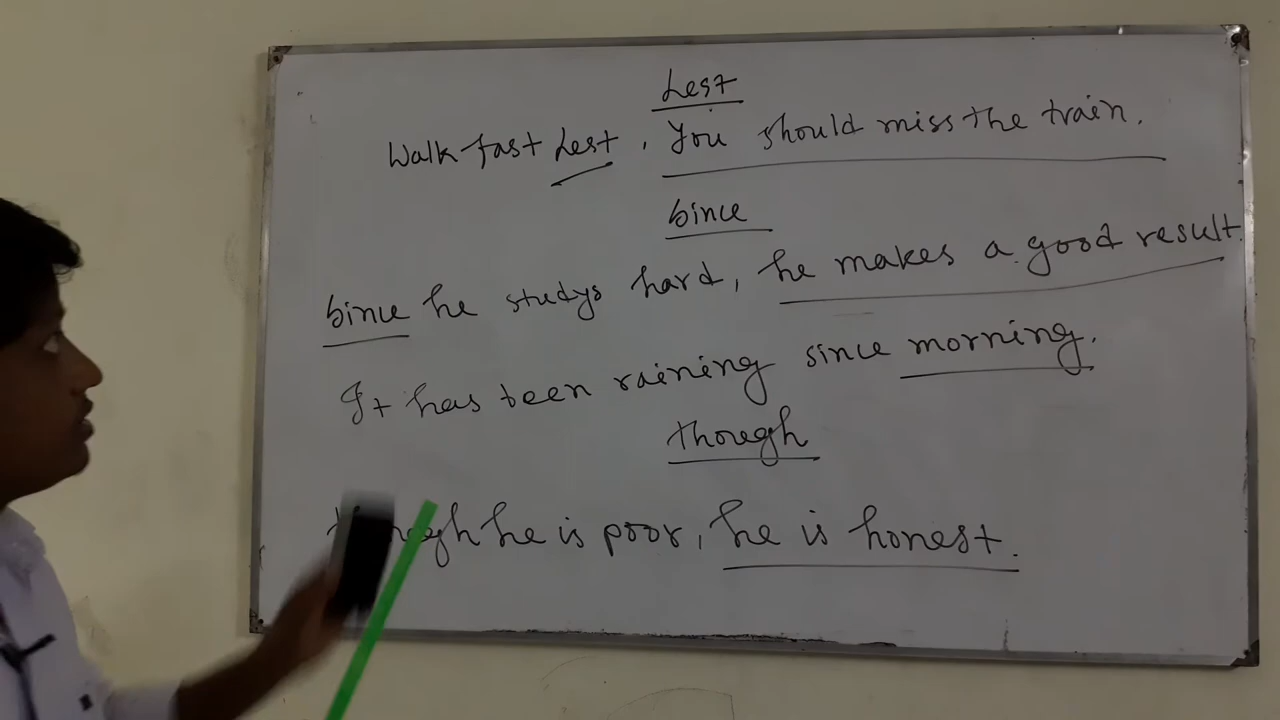 Lest
Walk fast Lest, You should miss the train.
Since
Since he studys hard, he makes a good result.
It has been raining since morning.
though
he is poor, he is honest.